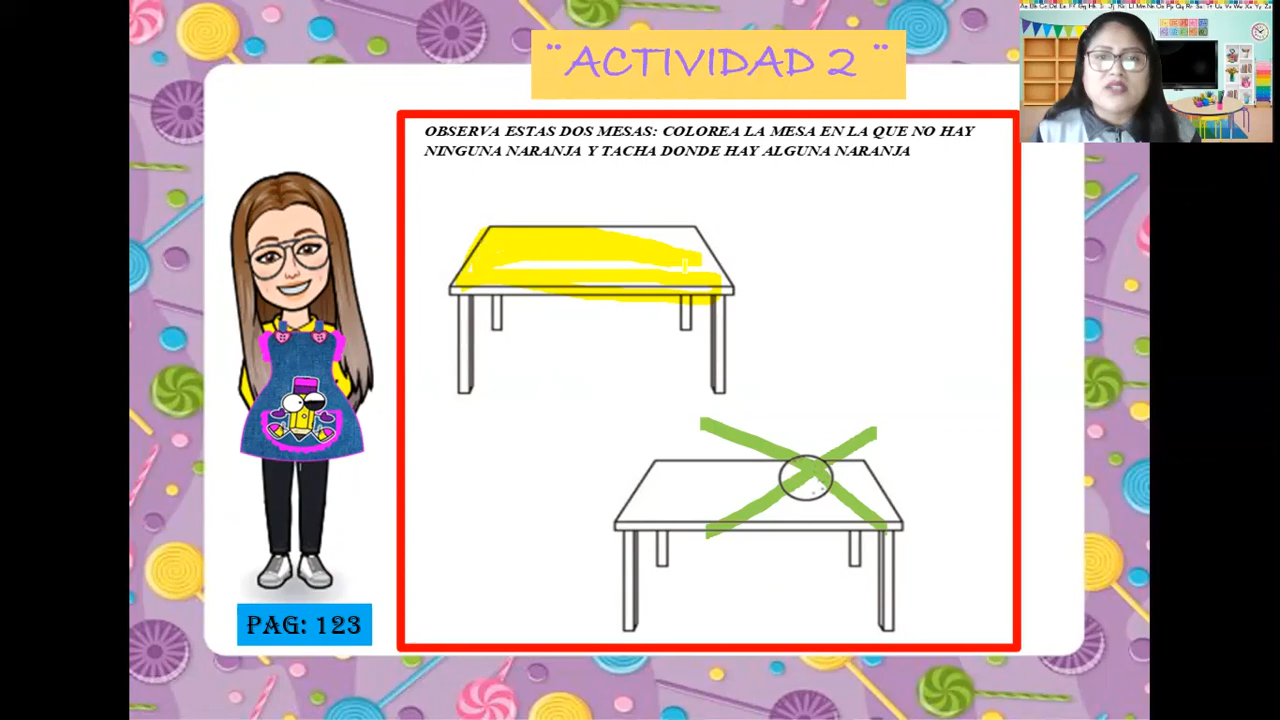 ¨ACTIVIDAD 2 ¨
OBSERVA ESTAS DOS MESAS: COLOREA LA MESA EN LA QUE NO HAY
NINGUNA NARANJA Y TACHA DONDE HAY ALGUNA NARANJA
PAG: 123